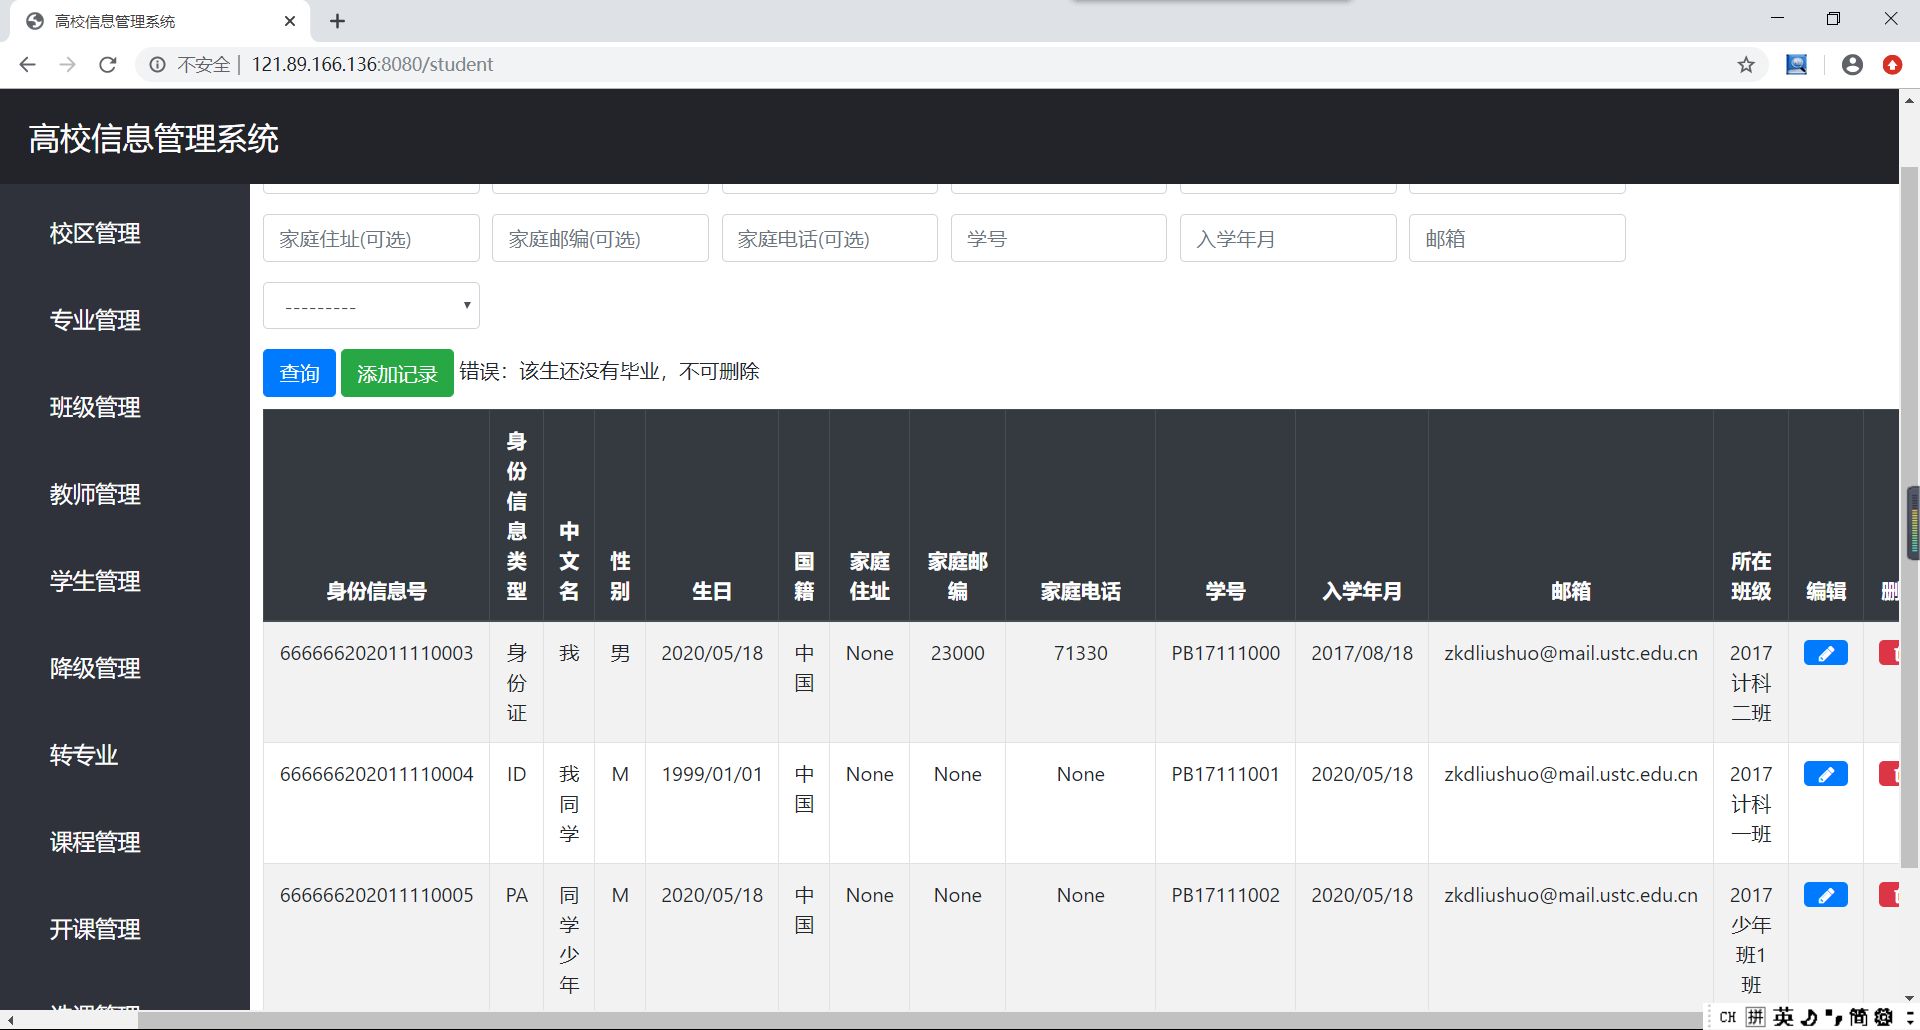 高校信息管理系统
不安全 | 121.89.166.136:8080/student
高校信息管理系统
校区管理
专业管理
班级管理
教师管理
学生管理
降级管理
转专业
课程管理
开课管理
家庭住址(可选) 家庭邮编(可选) 家庭电话(可选) 学号 入学年月 邮箱
---------
查询 添加记录 错误：该生还没有毕业，不可删除
身份信息号 身份信息类型 中文名 性别 生日 国籍 家庭住址 家庭邮编 家庭电话 学号 入学年月 邮箱 所在班级 编辑 删
666666202011110003 身份证 我 男 2020/05/18 中国 None 23000 71330 PB17111000 2017/08/18 zkdliushuo@mail.ustc.edu.cn 2017计科二班
666666202011110004 ID 我同学 M 1999/01/01 中国 None None None PB17111001 2020/05/18 zkdliushuo@mail.ustc.edu.cn 2017计科一班
666666202011110005 PA 同学少年 M 2020/05/18 中国 None None None PB17111002 2020/05/18 zkdliushuo@mail.ustc.edu.cn 2017少年班1班
CH 拼 英 简